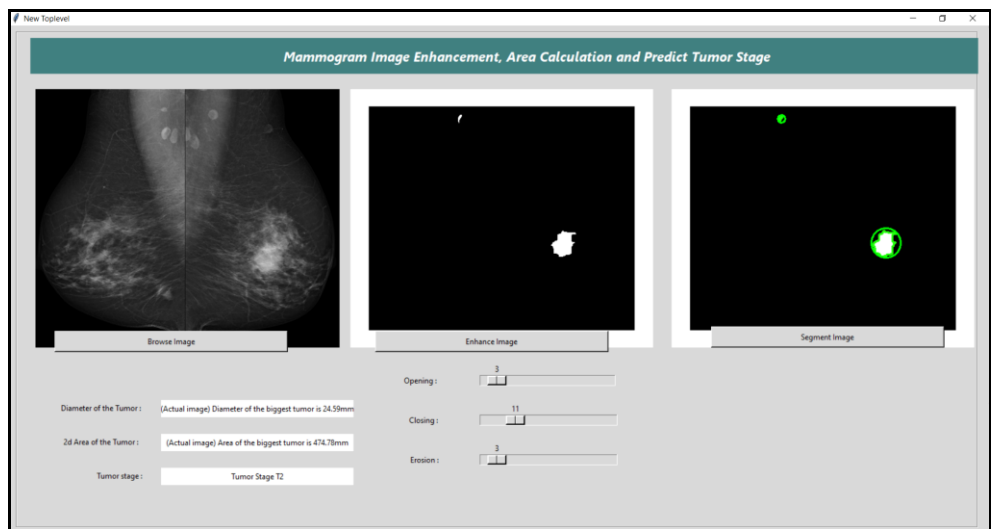 New Toplevel
Mammogram Image Enhancement, Area Calculation and Predict Tumor Stage
Browse Image
Enhance Image
Segment Image
Opening :
3
Diameter of the Tumor :
(Actual image) Diameter of the biggest tumor is 24.59mm
Closing :
11
2d Area of the Tumor :
(Actual image) Area of the biggest tumor is 474.78mm
Erosion :
3
Tumor stage :
Tumor Stage T2